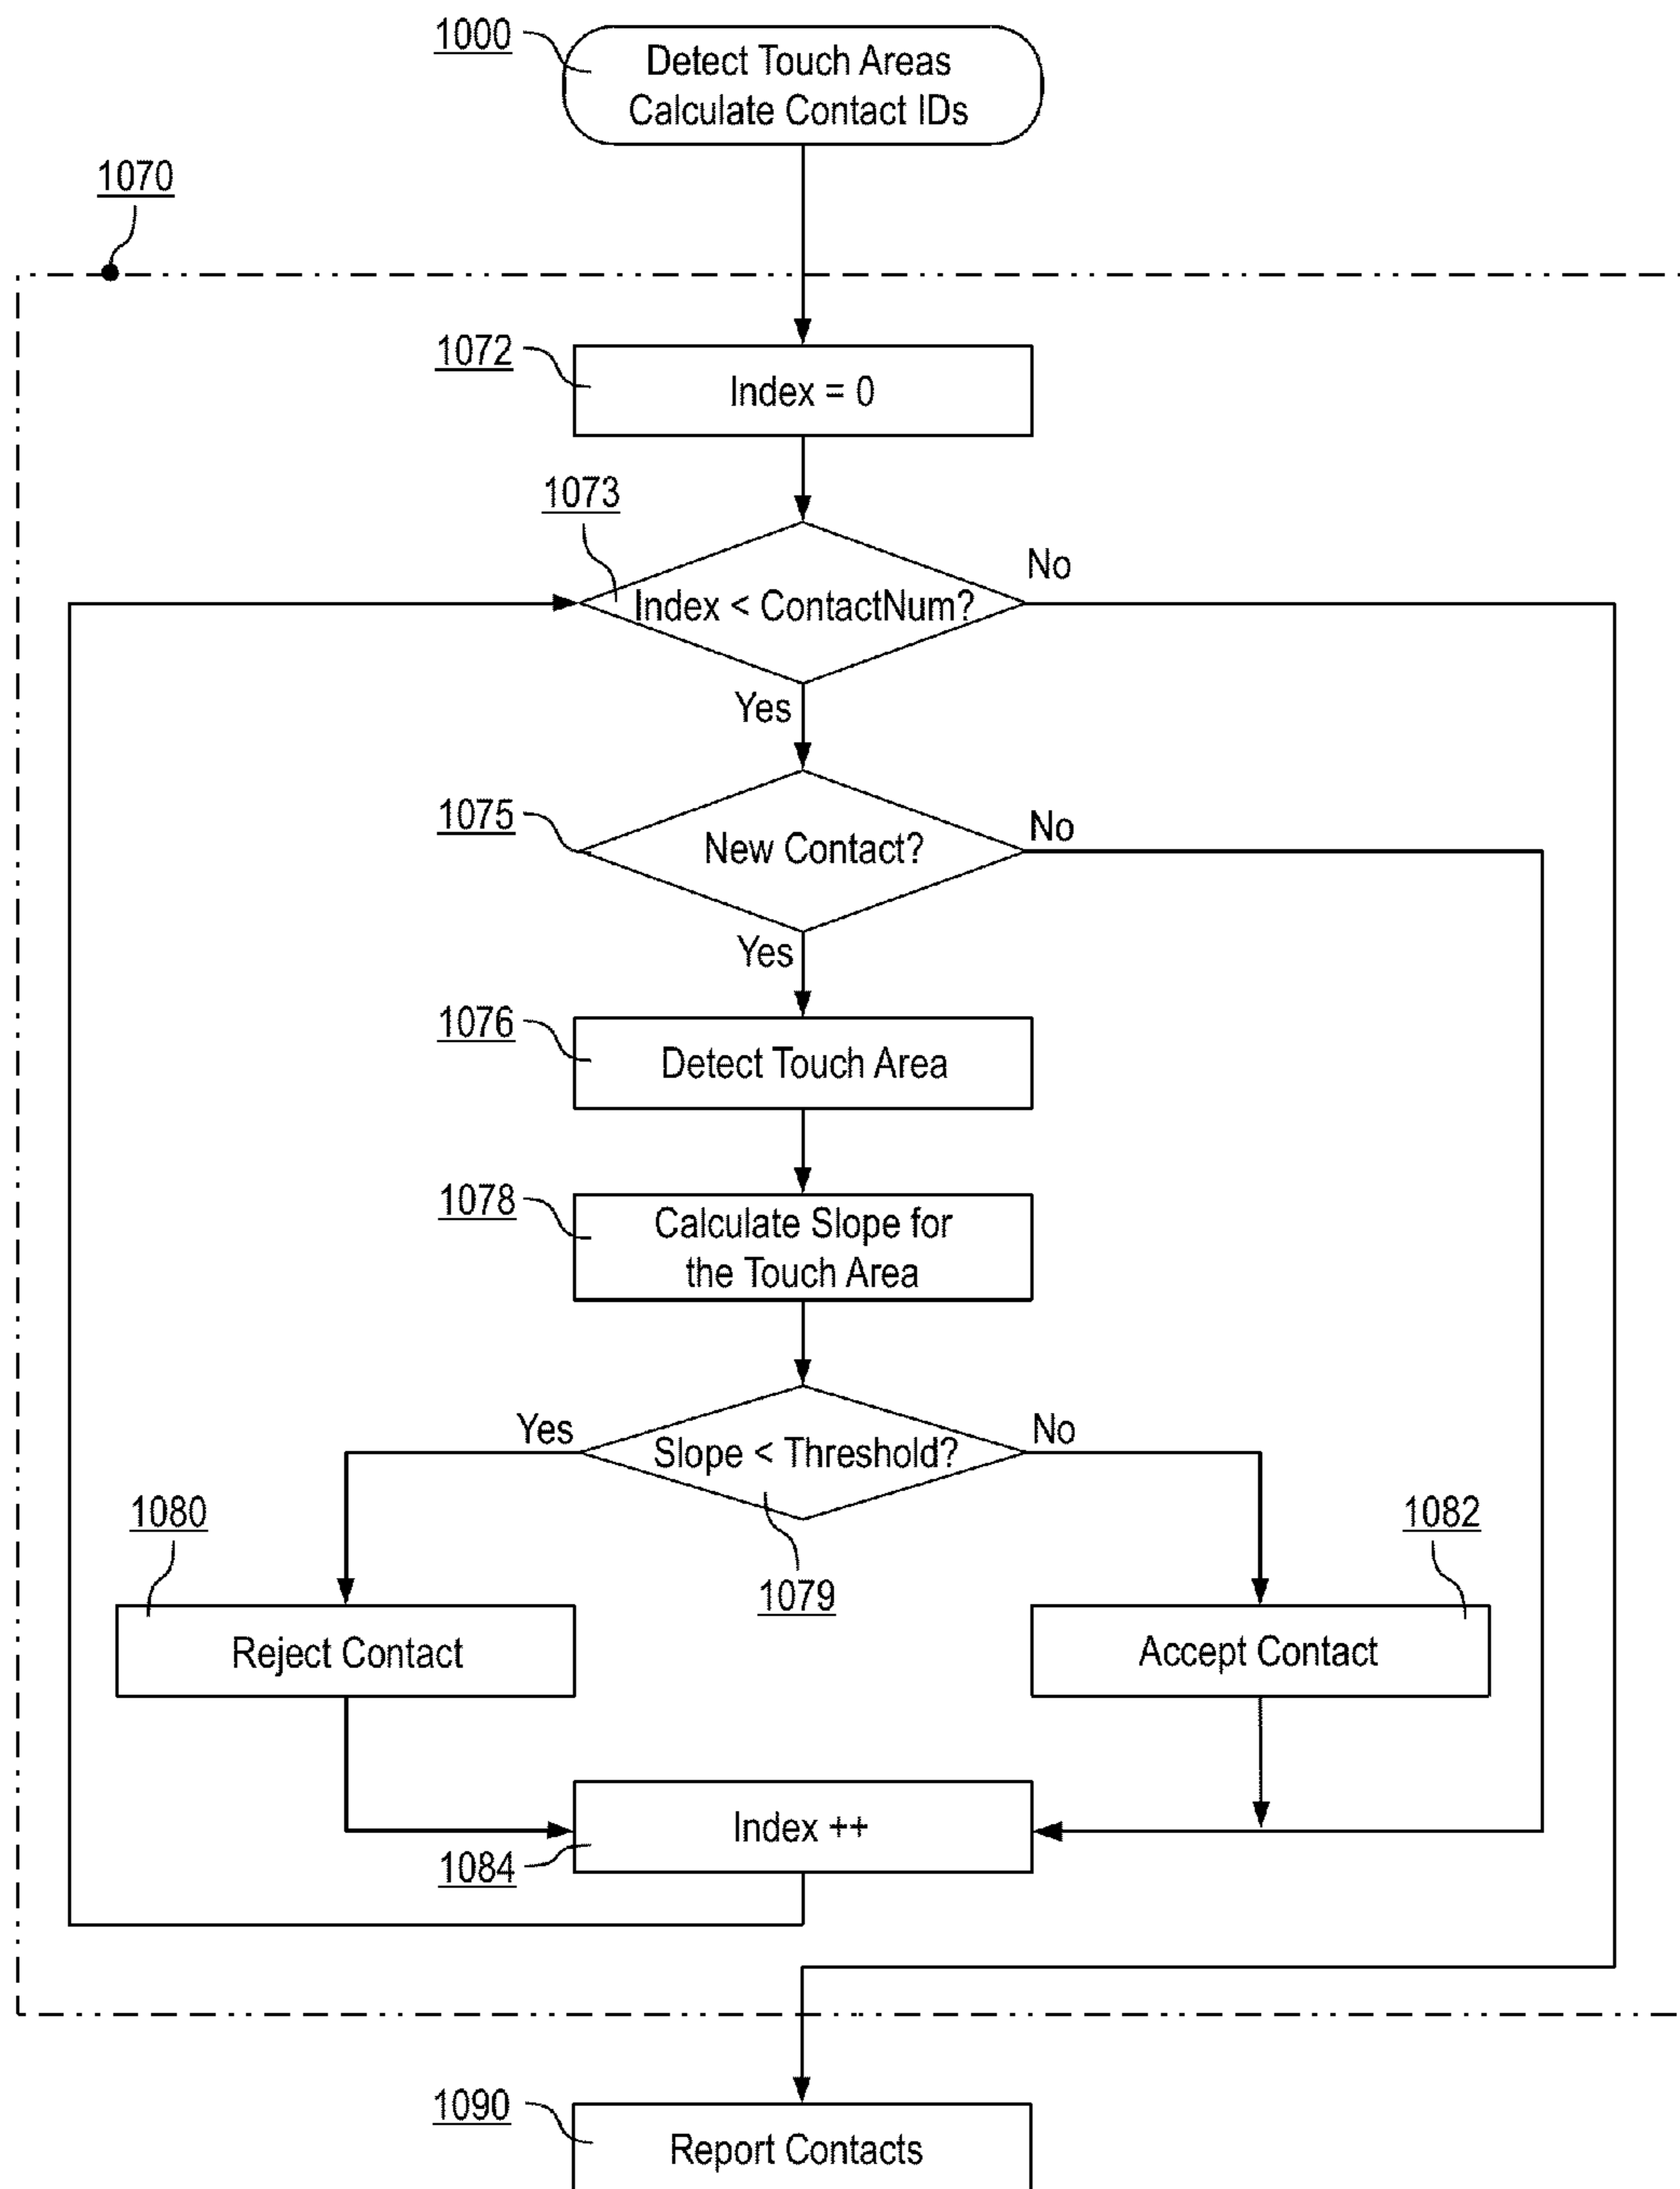 1000
Detect Touch Areas
Calculate Contact IDs
1070
1072
Index = 0
1073
Index < ContactNum?
No
Yes
1075
New Contact?
No
Yes
1076
Detect Touch Area
1078
Calculate Slope for
the Touch Area
Yes
Slope < Threshold?
No
1079
1080
Reject Contact
1082
Accept Contact
Index ++
1084
1090
Report Contacts